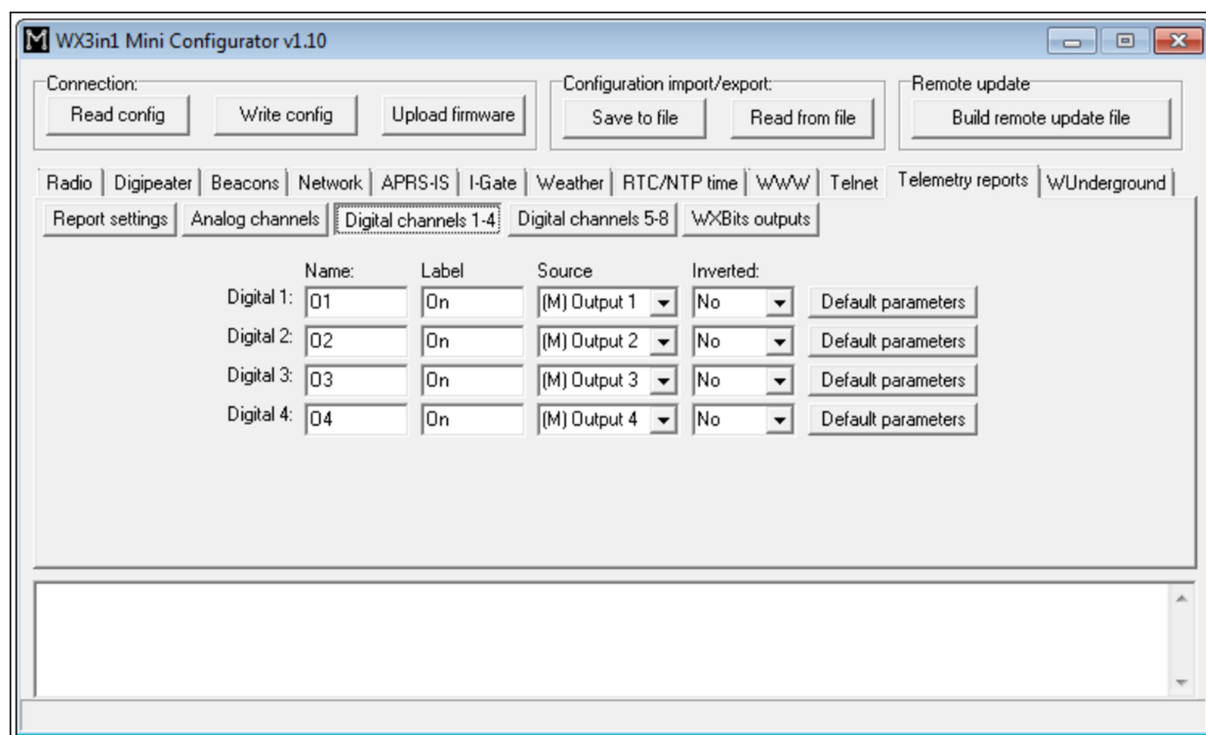 WX3in1 Mini Configurator v1.10
Connection: Configuration import/export: Remote update
Read config Write config Upload firmware Save to file Read from file Build remote update file
Radio Digipeater Beacons Network APRS-IS I-Gate Weather RTC/NTP time WWW Telnet Telemetry reports WUnderground
Report settings Analog channels Digital channels 1-4 Digital channels 5-8 WXBits outputs
Name: Label Source Inverted:
Digital 1: O1 On (M) Output 1 No Default parameters
Digital 2: O2 On (M) Output 2 No Default parameters
Digital 3: O3 On (M) Output 3 No Default parameters
Digital 4: O4 On (M) Output 4 No Default parameters